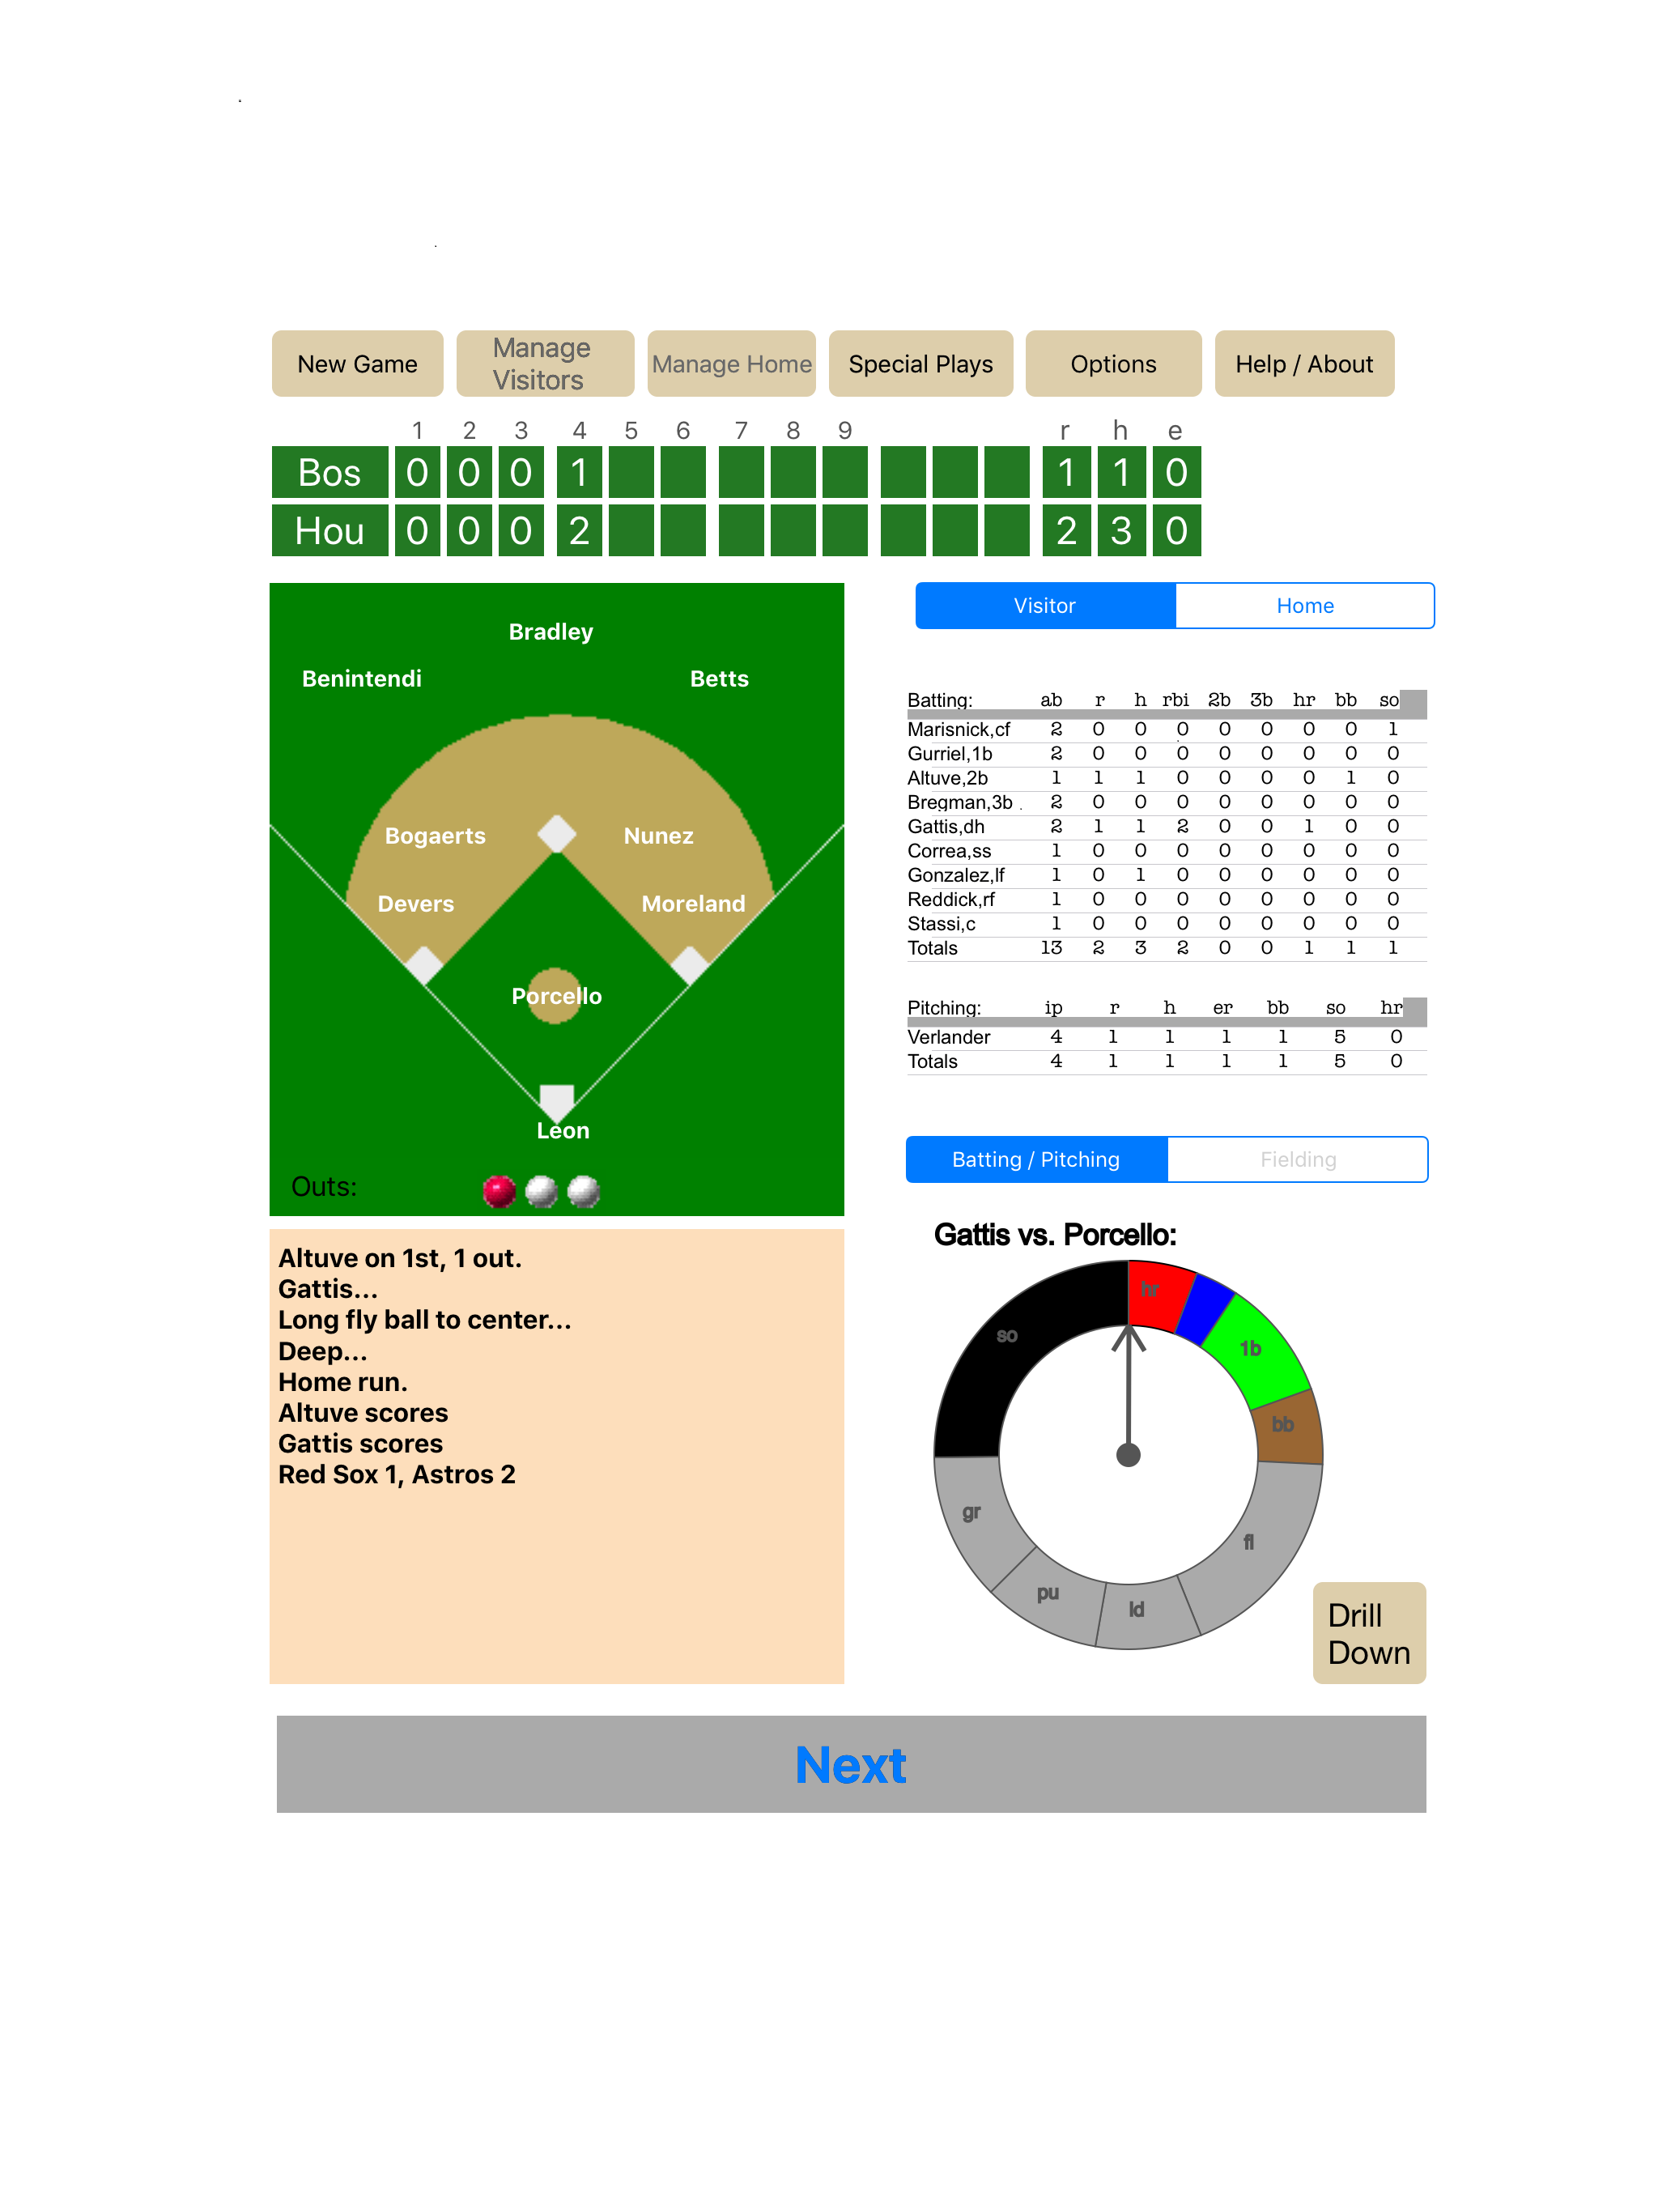 New Game
Manage
Visitors
Manage Home
Special Plays
Options
Help / About
1 2 3 4 5 6 7 8 9 r h e
Bos 0 0 0 1 1 1 0
Hou 0 0 0 2 2 3 0
Bradley
Benintendi Betts
Bogaerts Nunez
Devers Moreland
Porcello
Leon
Outs:
Altuve on 1st, 1 out.
Gattis...
Long fly ball to center...
Deep...
Home run.
Altuve scores
Gattis scores
Red Sox 1, Astros 2
Visitor Home
Batting: ab r h rbi 2b 3b hr bb so
Marisnick,cf 2 0 0 0 0 0 0 0 1
Gurriel,1b 2 0 0 0 0 0 0 0 0
Altuve,2b 1 1 1 0 0 0 0 1 0
Bregman,3b 2 0 0 0 0 0 0 0 0
Gattis,dh 2 1 1 2 0 0 1 0 0
Correa,ss 1 0 0 0 0 0 0 0 0
Gonzalez,lf 1 0 1 0 0 0 0 0 0
Reddick,rf 1 0 0 0 0 0 0 0 0
Stassi,c 1 0 0 0 0 0 0 0 0
Totals 13 2 3 2 0 0 1 1 1
Pitching: ip r h er bb so hr
Verlander 4 1 1 1 1 5 0
Totals 4 1 1 1 1 5 0
Batting / Pitching Fielding
Gattis vs. Porcello:
hr
so
1b
bb
gr
fl
pu
ld
Drill
Down
Next